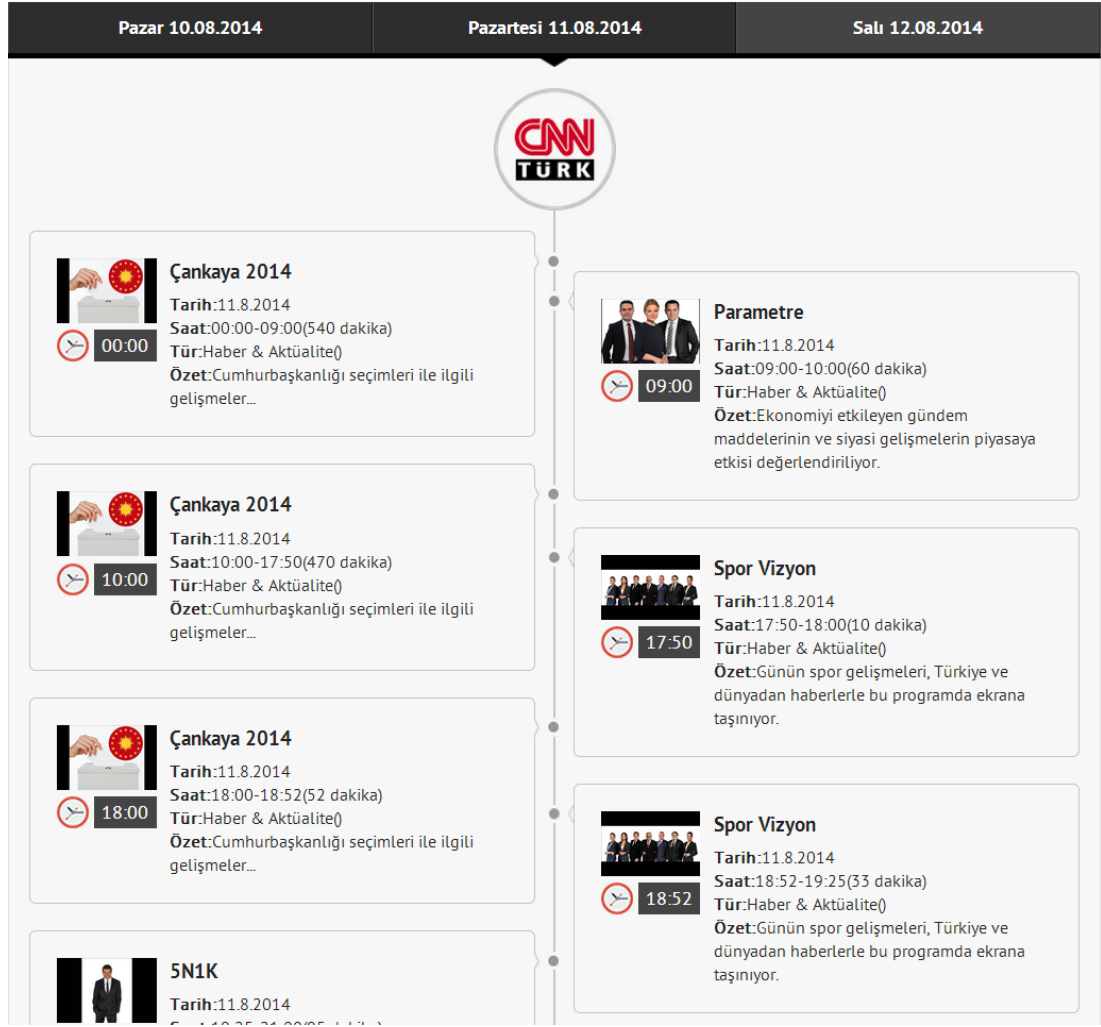 Pazar 10.08.2014
Pazartesi 11.08.2014
Salı 12.08.2014
CNN
TÜRK
Çankaya 2014
Tarih:11.8.2014
00:00
Saat:00:00-09:00(540 dakika)
Tür:Haber & Aktüalite()
Özet:Cumhurbaşkanlığı seçimleri ile ilgili
gelişmeler...
Parametre
Tarih:11.8.2014
09:00
Saat:09:00-10:00(60 dakika)
Tür:Haber & Aktüalite()
Özet:Ekonomiyi etkileyen gündem
maddelerinin ve siyasi gelişmelerin piyasaya
etkisi değerlendiriliyor.
Çankaya 2014
Tarih:11.8.2014
10:00
Saat:10:00-17:50(470 dakika)
Tür:Haber & Aktüalite()
Özet:Cumhurbaşkanlığı seçimleri ile ilgili
gelişmeler...
Spor Vizyon
Tarih:11.8.2014
17:50
Saat:17:50-18:00(10 dakika)
Tür:Haber & Aktüalite()
Özet:Günün spor gelişmeleri, Türkiye ve
dünyadan haberlerle bu programda ekrana
taşınıyor.
Çankaya 2014
Tarih:11.8.2014
18:00
Saat:18:00-18:52(52 dakika)
Tür:Haber & Aktüalite()
Özet:Cumhurbaşkanlığı seçimleri ile ilgili
gelişmeler...
Spor Vizyon
Tarih:11.8.2014
18:52
Saat:18:52-19:25(33 dakika)
Tür:Haber & Aktüalite()
Özet:Günün spor gelişmeleri, Türkiye ve
dünyadan haberlerle bu programda ekrana
taşınıyor.
5N1K
Tarih:11.8.2014